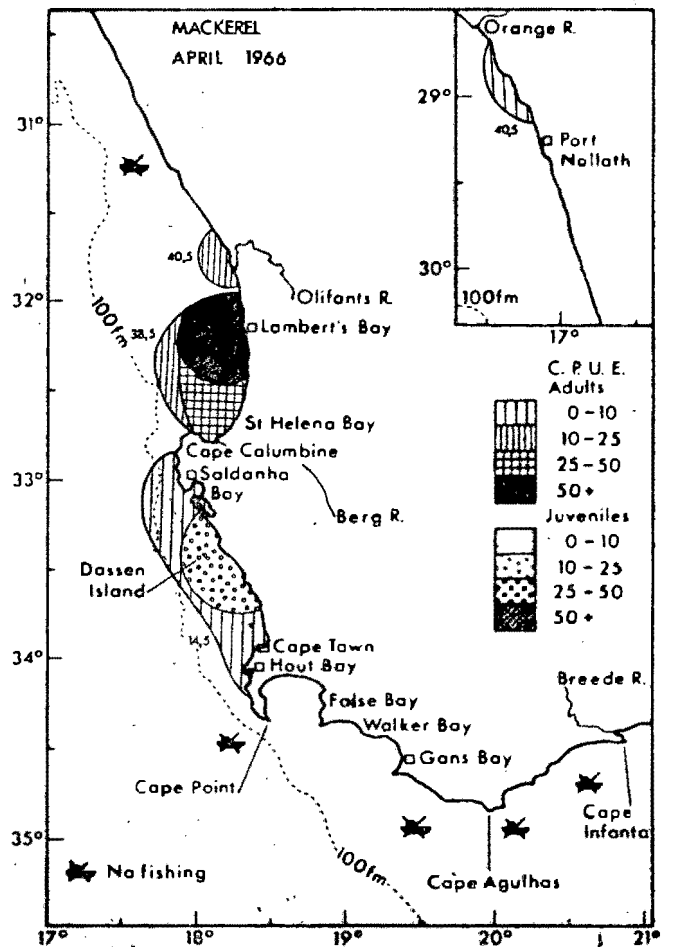 MACKEREL
APRIL 1966
Orange R.
29°
40,5
Port
Nolloth
30°
100fm
17°
31°
40,5
Olifants R.
32°
100fm
38,5
Lambert's Bay
C. P. U. E.
Adults
0-10
10-25
25-50
50+
St Helena Bay
Cape Columbine
Saldanha
Bay
33°
Berg R.
Juveniles
0-10
10-25
25-50
50+
Dassen
Island
14,5
34°
Cape Town
Hout Bay
Breede R.
False Bay
Walker Bay
Gans Bay
Cape Point
Cape
Infanta
35°
100fm
No fishing
Cape Agulhas
17°
18°
19°
20°
21°